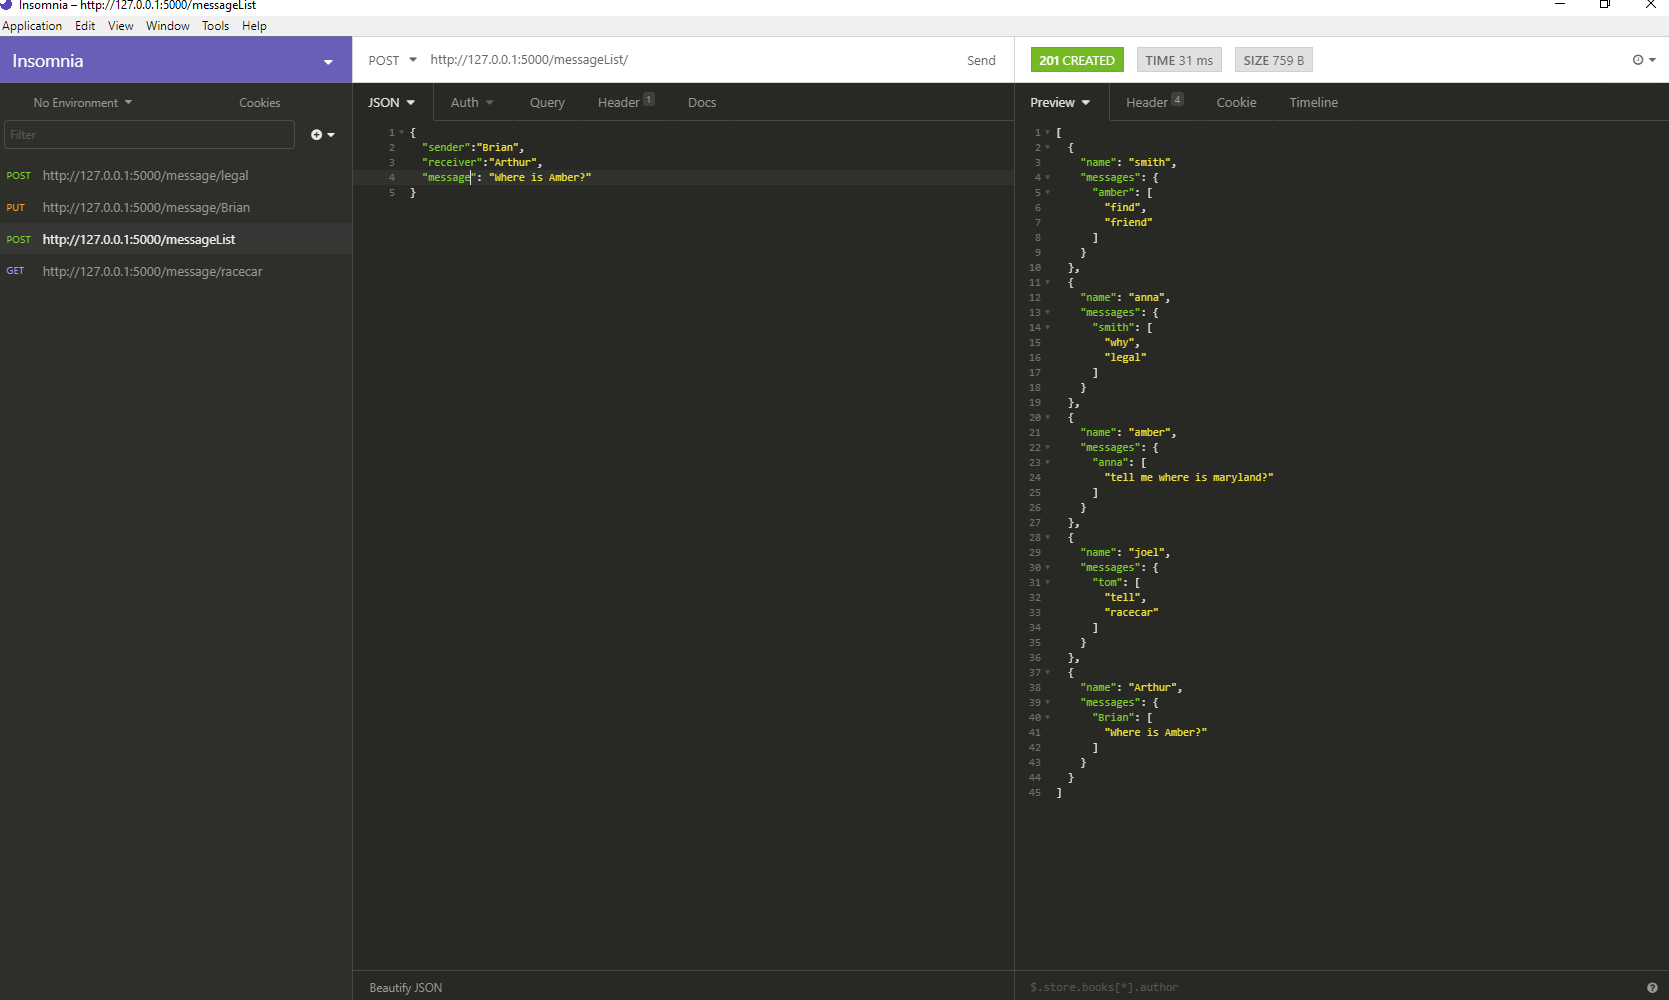 Insomnia – http://127.0.0.1:5000/messageList
Application Edit View Window Tools Help
Insomnia
No Environment Cookies
Filter
POST http://127.0.0.1:5000/message/legal
PUT http://127.0.0.1:5000/message/Brian
POST http://127.0.0.1:5000/messageList
GET http://127.0.0.1:5000/message/racecar
POST http://127.0.0.1:5000/messageList/ Send
JSON Auth Query Header 1 Docs
1 {
2 "sender":"Brian",
3 "receiver":"Arthur",
4 "message": "Where is Amber?"
5 }
Beautify JSON
201 CREATED TIME 31 ms SIZE 759 B
Preview Header 4 Cookie Timeline
1 [
2 {
3 "name": "smith",
4 "messages": {
5 "amber": [
6 "find",
7 "friend"
8 ]
9 }
10 },
11 {
12 "name": "anna",
13 "messages": {
14 "smith": [
15 "why",
16 "legal"
17 ]
18 }
19 },
20 {
21 "name": "amber",
22 "messages": {
23 "anna": [
24 "tell me where is maryland?"
25 ]
26 }
27 },
28 {
29 "name": "joel",
30 "messages": {
31 "tom": [
32 "tell",
33 "racecar"
34 ]
35 }
36 },
37 {
38 "name": "Arthur",
39 "messages": {
40 "Brian": [
41 "Where is Amber?"
42 ]
43 }
44 }
45 ]
$.store.books[*].author